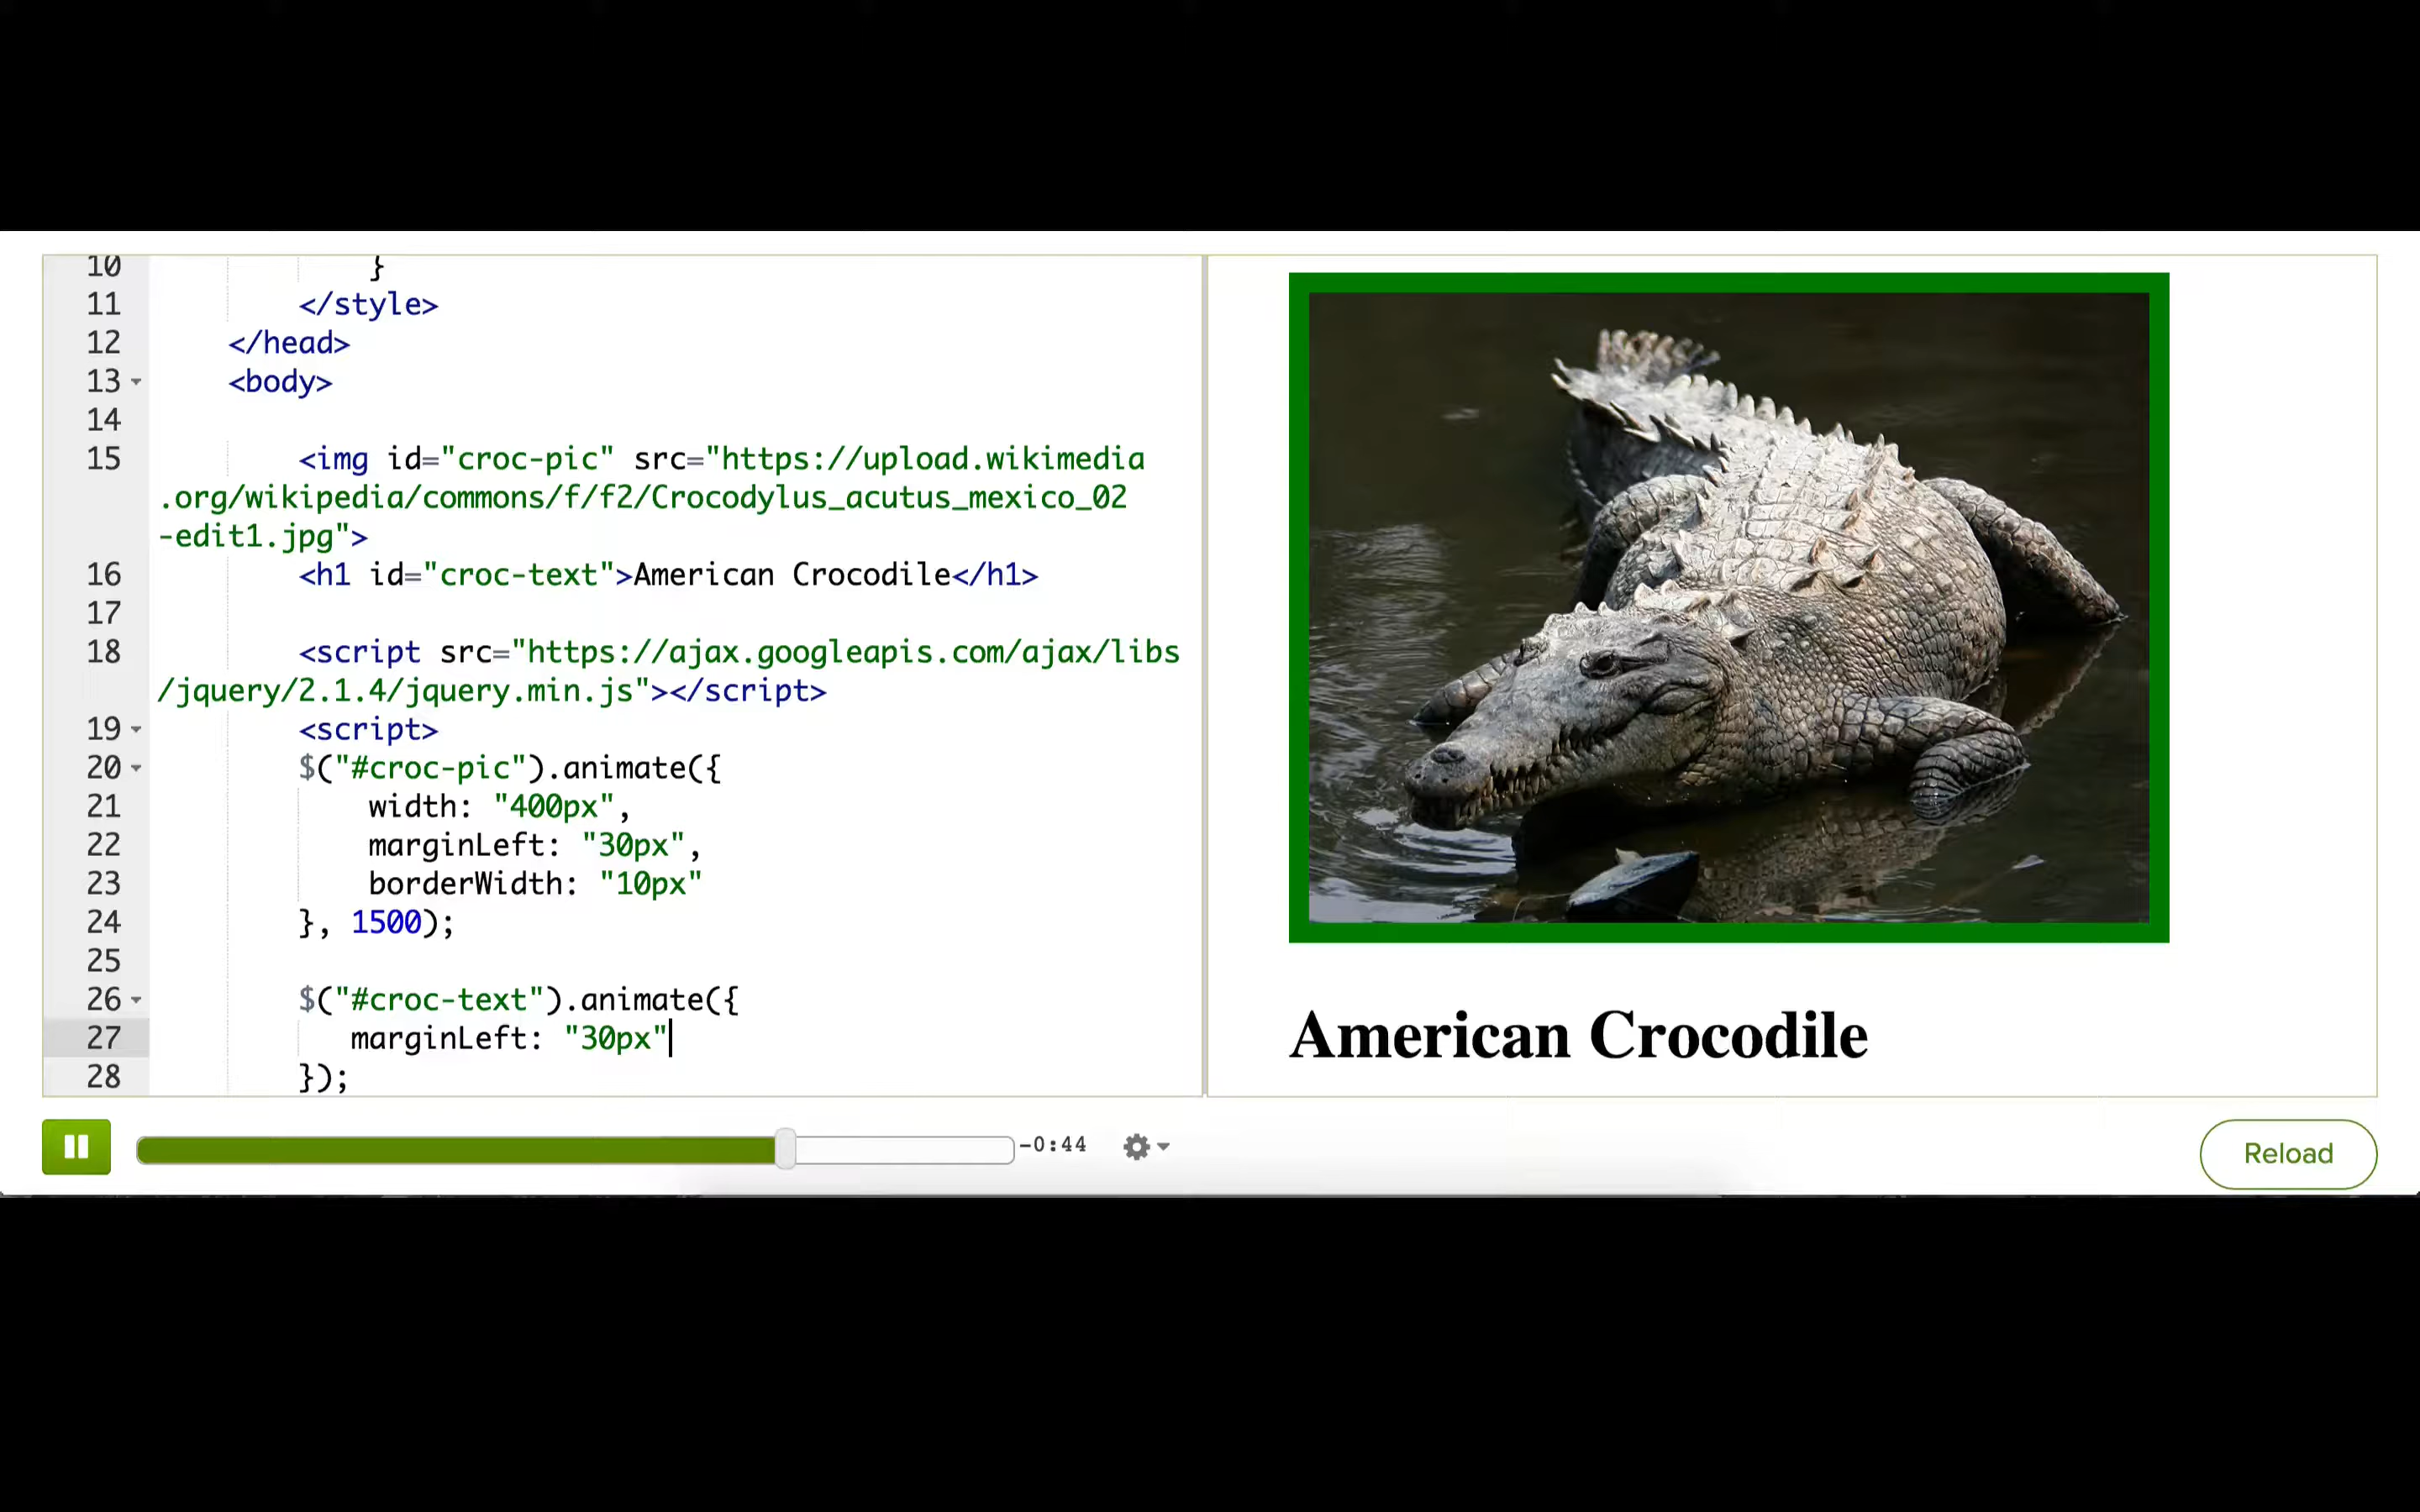 10 }
11 </style>
12 </head>
13 <body>
14
15 <img id="croc-pic" src="https://upload.wikimedia
.org/wikipedia/commons/f/f2/Crocodylus_acutus_mexico_02
-edit1.jpg">
16 <h1 id="croc-text">American Crocodile</h1>
17
18 <script src="https://ajax.googleapis.com/ajax/libs
/jquery/2.1.4/jquery.min.js"></script>
19 <script>
20 $("#croc-pic").animate({
21 width: "400px",
22 marginLeft: "30px",
23 borderWidth: "10px"
24 }, 1500);
25
26 $("#croc-text").animate({
27 marginLeft: "30px"
28 });
American Crocodile
-0:44
Reload